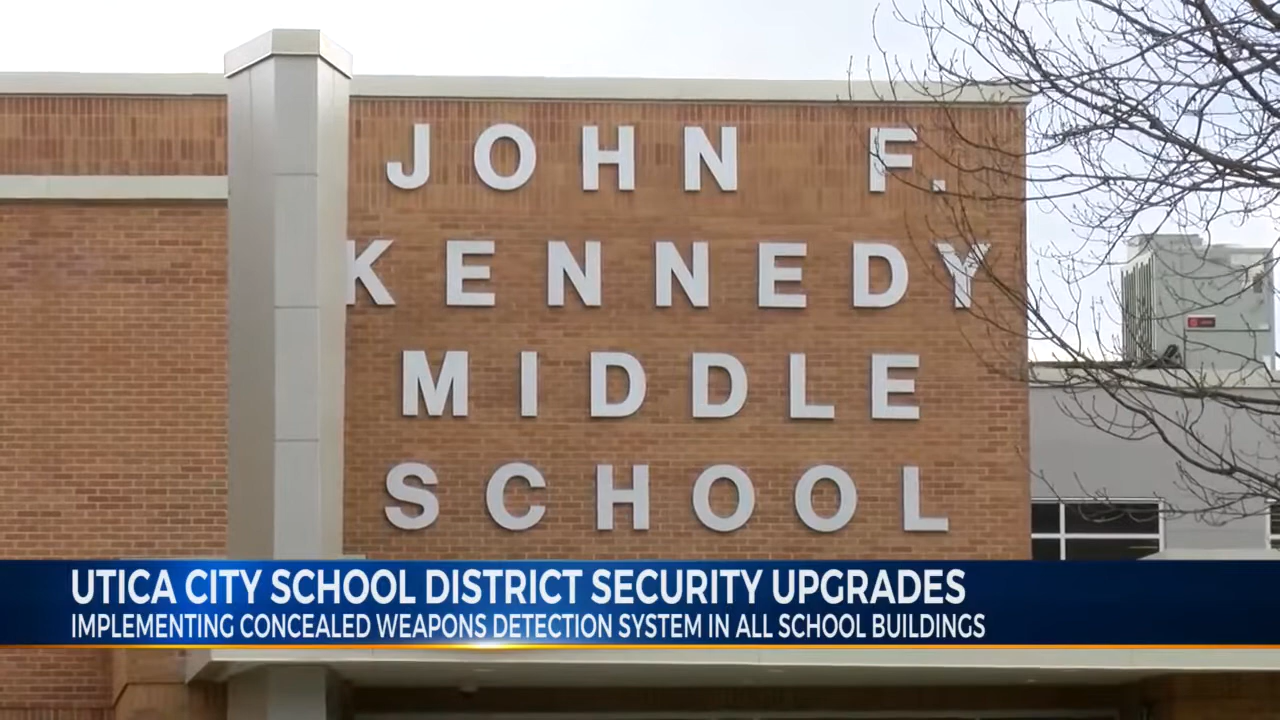 JOHN F.
KENNEDY
MIDDLE
SCHOOL
UTICA CITY SCHOOL DISTRICT SECURITY UPGRADES
IMPLEMENTING CONCEALED WEAPONS DETECTION SYSTEM IN ALL SCHOOL BUILDINGS